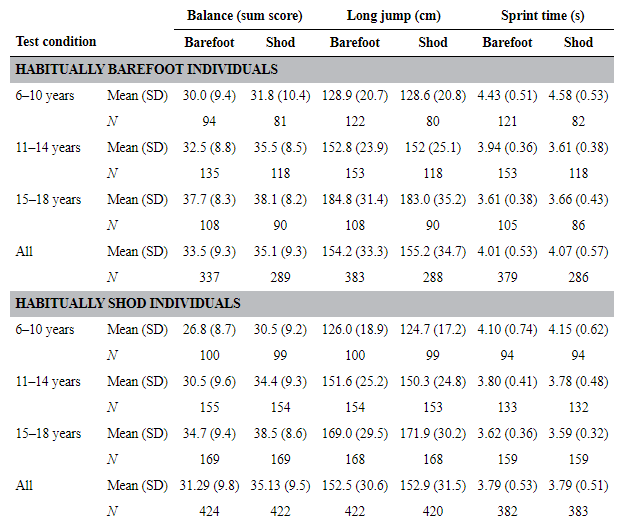 Balance (sum score) Long jump (cm) Sprint time (s)
Test condition Barefoot Shod Barefoot Shod Barefoot Shod
HABITUALLY BAREFOOT INDIVIDUALS
6–10 years Mean (SD) 30.0 (9.4) 31.8 (10.4) 128.9 (20.7) 128.6 (20.8) 4.43 (0.51) 4.58 (0.53)
N 94 81 122 80 121 82
11–14 years Mean (SD) 32.5 (8.8) 35.5 (8.5) 152.8 (23.9) 152 (25.1) 3.94 (0.36) 3.61 (0.38)
N 135 118 153 118 153 118
15–18 years Mean (SD) 37.7 (8.3) 38.1 (8.2) 184.8 (31.4) 183.0 (35.2) 3.61 (0.38) 3.66 (0.43)
N 108 90 108 90 105 86
All Mean (SD) 33.5 (9.3) 35.1 (9.3) 154.2 (33.3) 155.2 (34.7) 4.01 (0.53) 4.07 (0.57)
N 337 289 383 288 379 286
HABITUALLY SHOD INDIVIDUALS
6–10 years Mean (SD) 26.8 (8.7) 30.5 (9.2) 126.0 (18.9) 124.7 (17.2) 4.10 (0.74) 4.15 (0.62)
N 100 99 100 99 94 94
11–14 years Mean (SD) 30.5 (9.6) 34.4 (9.3) 151.6 (25.2) 150.3 (24.8) 3.80 (0.41) 3.78 (0.48)
N 155 154 154 153 133 132
15–18 years Mean (SD) 34.7 (9.4) 38.5 (8.6) 169.0 (29.5) 171.9 (30.2) 3.62 (0.36) 3.59 (0.32)
N 169 169 168 168 159 159
All Mean (SD) 31.29 (9.8) 35.13 (9.5) 152.5 (30.6) 152.9 (31.5) 3.79 (0.53) 3.79 (0.51)
N 424 422 422 420 382 383